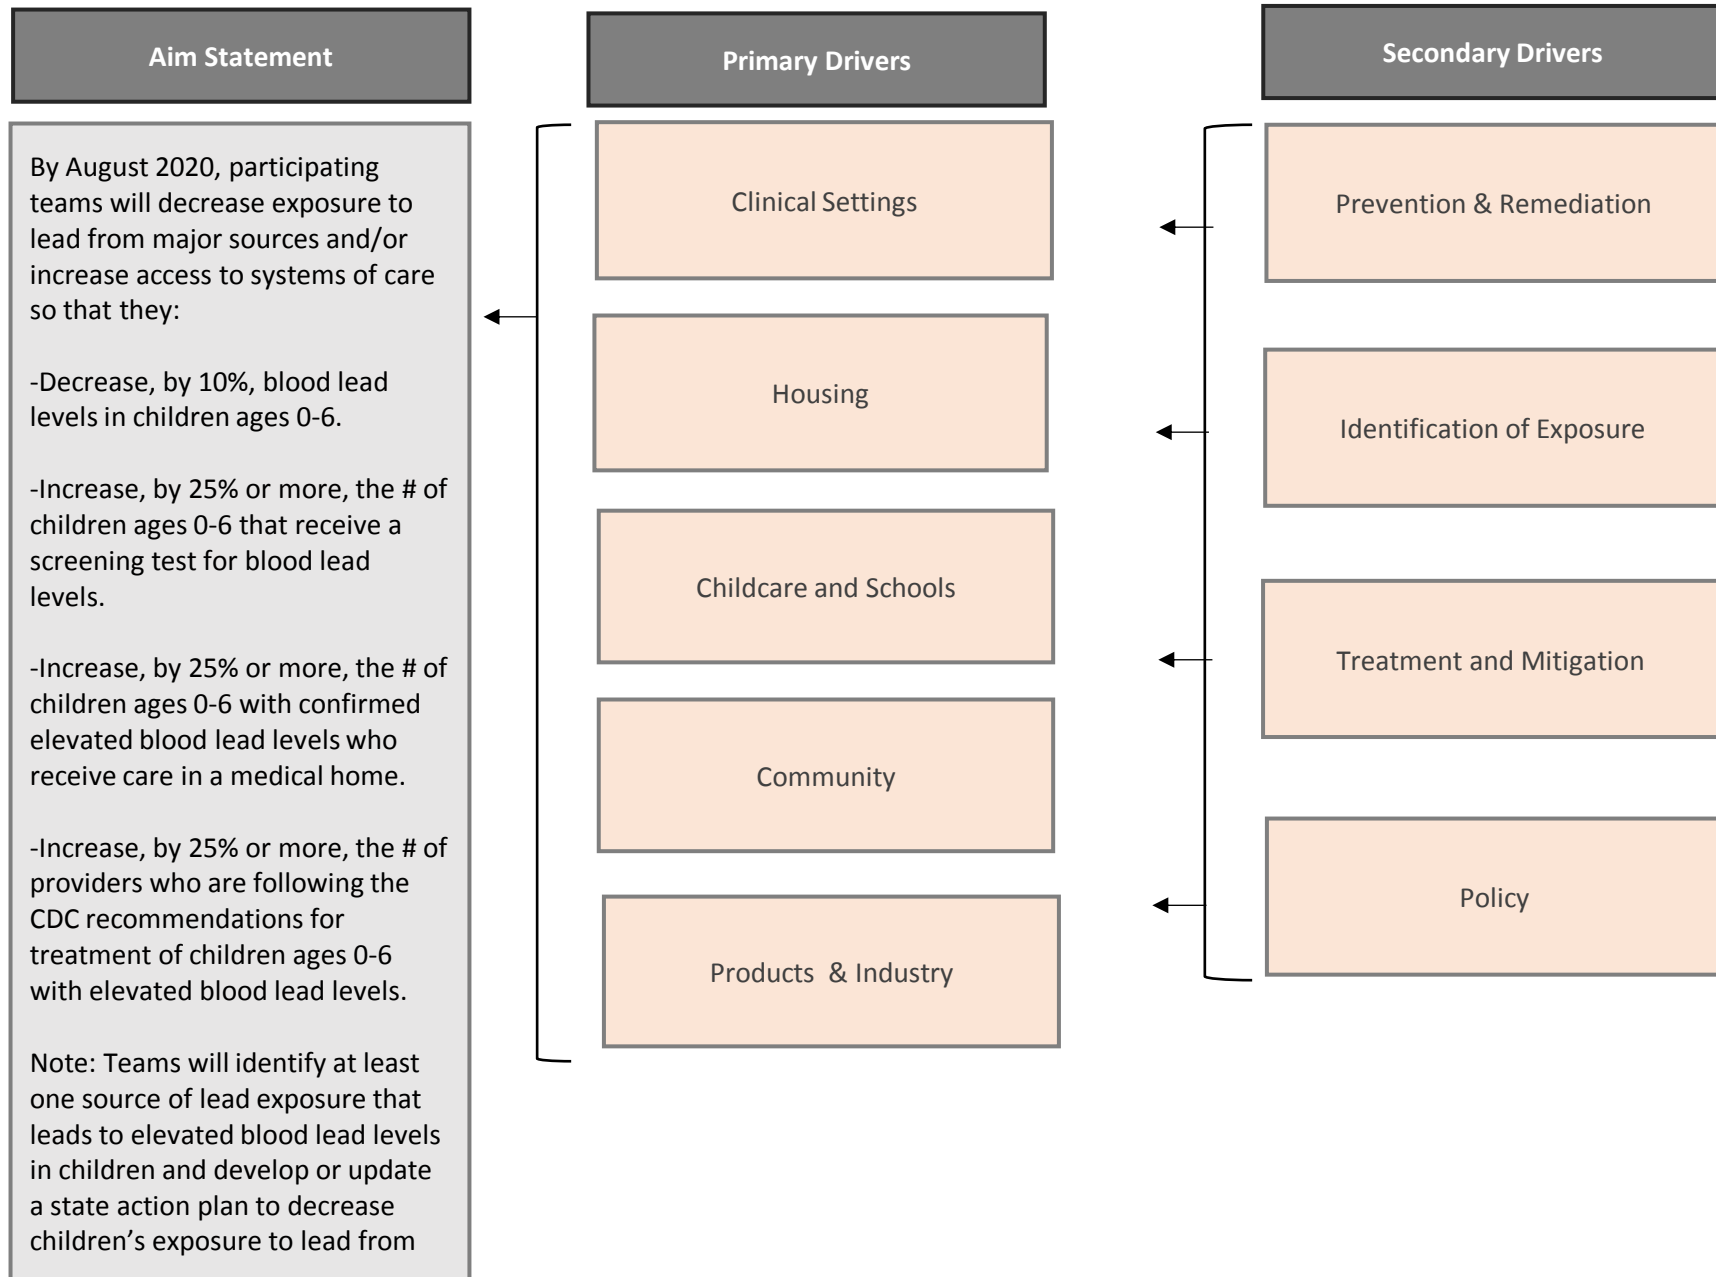 Aim Statement
By August 2020, participating
teams will decrease exposure to
lead from major sources and/or
increase access to systems of care
so that they:
-Decrease, by 10%, blood lead
levels in children ages 0-6.
-Increase, by 25% or more, the # of
children ages 0-6 that receive a
screening test for blood lead
levels.
-Increase, by 25% or more, the # of
children ages 0-6 with confirmed
elevated blood lead levels who
receive care in a medical home.
-Increase, by 25% or more, the # of
providers who are following the
CDC recommendations for
treatment of children ages 0-6
with elevated blood lead levels.
Note: Teams will identify at least
one source of lead exposure that
leads to elevated blood lead levels
in children and develop or update
a state action plan to decrease
children’s exposure to lead from
Primary Drivers
Clinical Settings
Housing
Childcare and Schools
Community
Products & Industry
Secondary Drivers
Prevention & Remediation
Identification of Exposure
Treatment and Mitigation
Policy